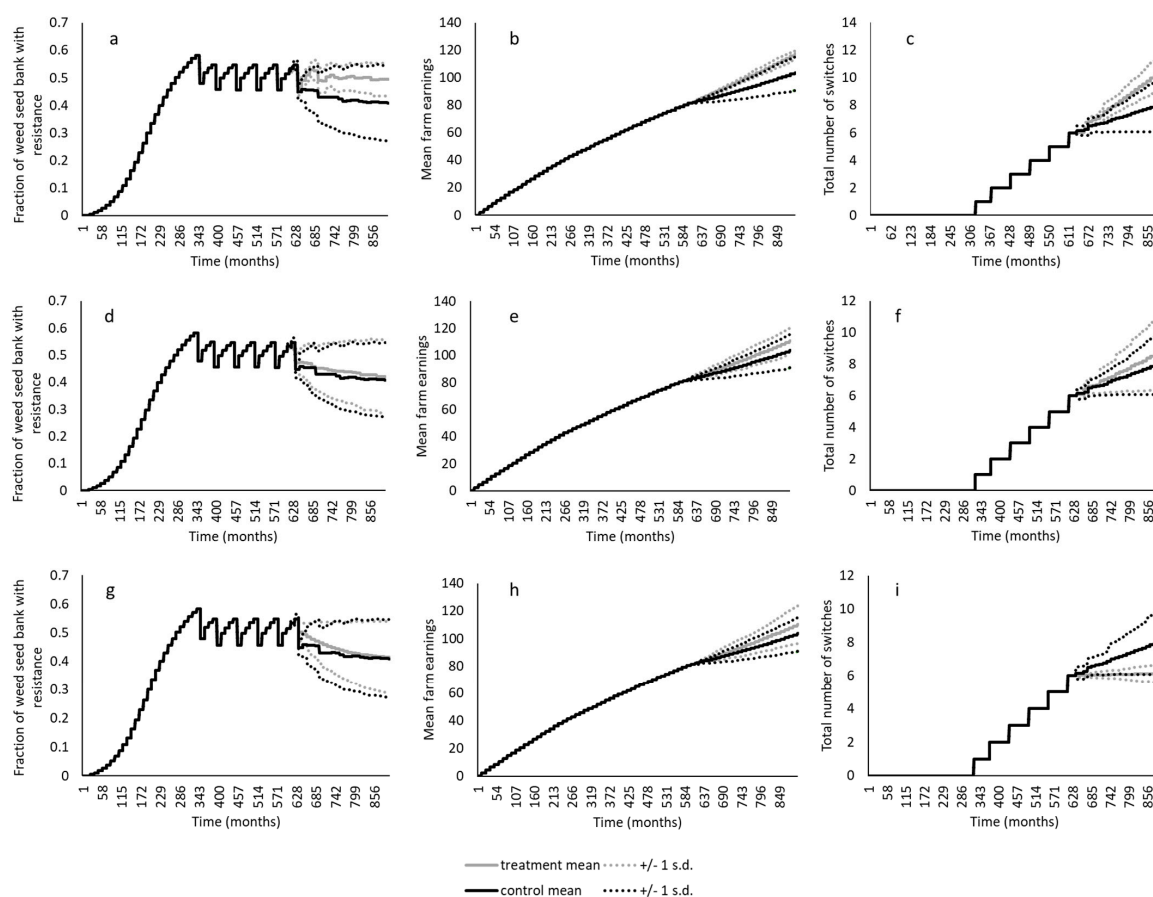 a
Fraction of weed seed bank with
resistance
0.7
0.6
0.5
0.4
0.3
0.2
0.1
0
1 58 115 172 229 286 343 400 457 514 571 628 685 742 799 856
Time (months)
b
Mean farm earnings
140
120
100
80
60
40
20
0
1 54 107 160 213 266 319 372 425 478 531 584 637 690 743 796 849
Time (months)
c
Total number of switches
14
12
10
8
6
4
2
0
1 62 123 184 245 306 367 428 489 550 611 672 733 794 855
Time (months)
d
Fraction of weed seed bank with
resistance
0.7
0.6
0.5
0.4
0.3
0.2
0.1
0
1 58 115 172 229 286 343 400 457 514 571 628 685 742 799 856
Time (months)
e
Mean farm earnings
140
120
100
80
60
40
20
0
1 54 107 160 213 266 319 372 425 478 531 584 637 690 743 796 849
Time (months)
f
Total number of switches
12
10
8
6
4
2
0
1 58 115 172 229 286 343 400 457 514 571 628 685 742 799 856
Time (months)
g
Fraction of weed seed bank with
resistance
0.7
0.6
0.5
0.4
0.3
0.2
0.1
0
1 58 115 172 229 286 343 400 457 514 571 628 685 742 799 856
Time (months)
h
Mean farm earnings
140
120
100
80
60
40
20
0
1 54 107 160 213 266 319 372 425 478 531 584 637 690 743 796 849
Time (months)
i
Total number of switches
12
10
8
6
4
2
0
1 58 115 172 229 286 343 400 457 514 571 628 685 742 799 856
Time (months)
treatment mean +/- 1 s.d.
control mean +/- 1 s.d.